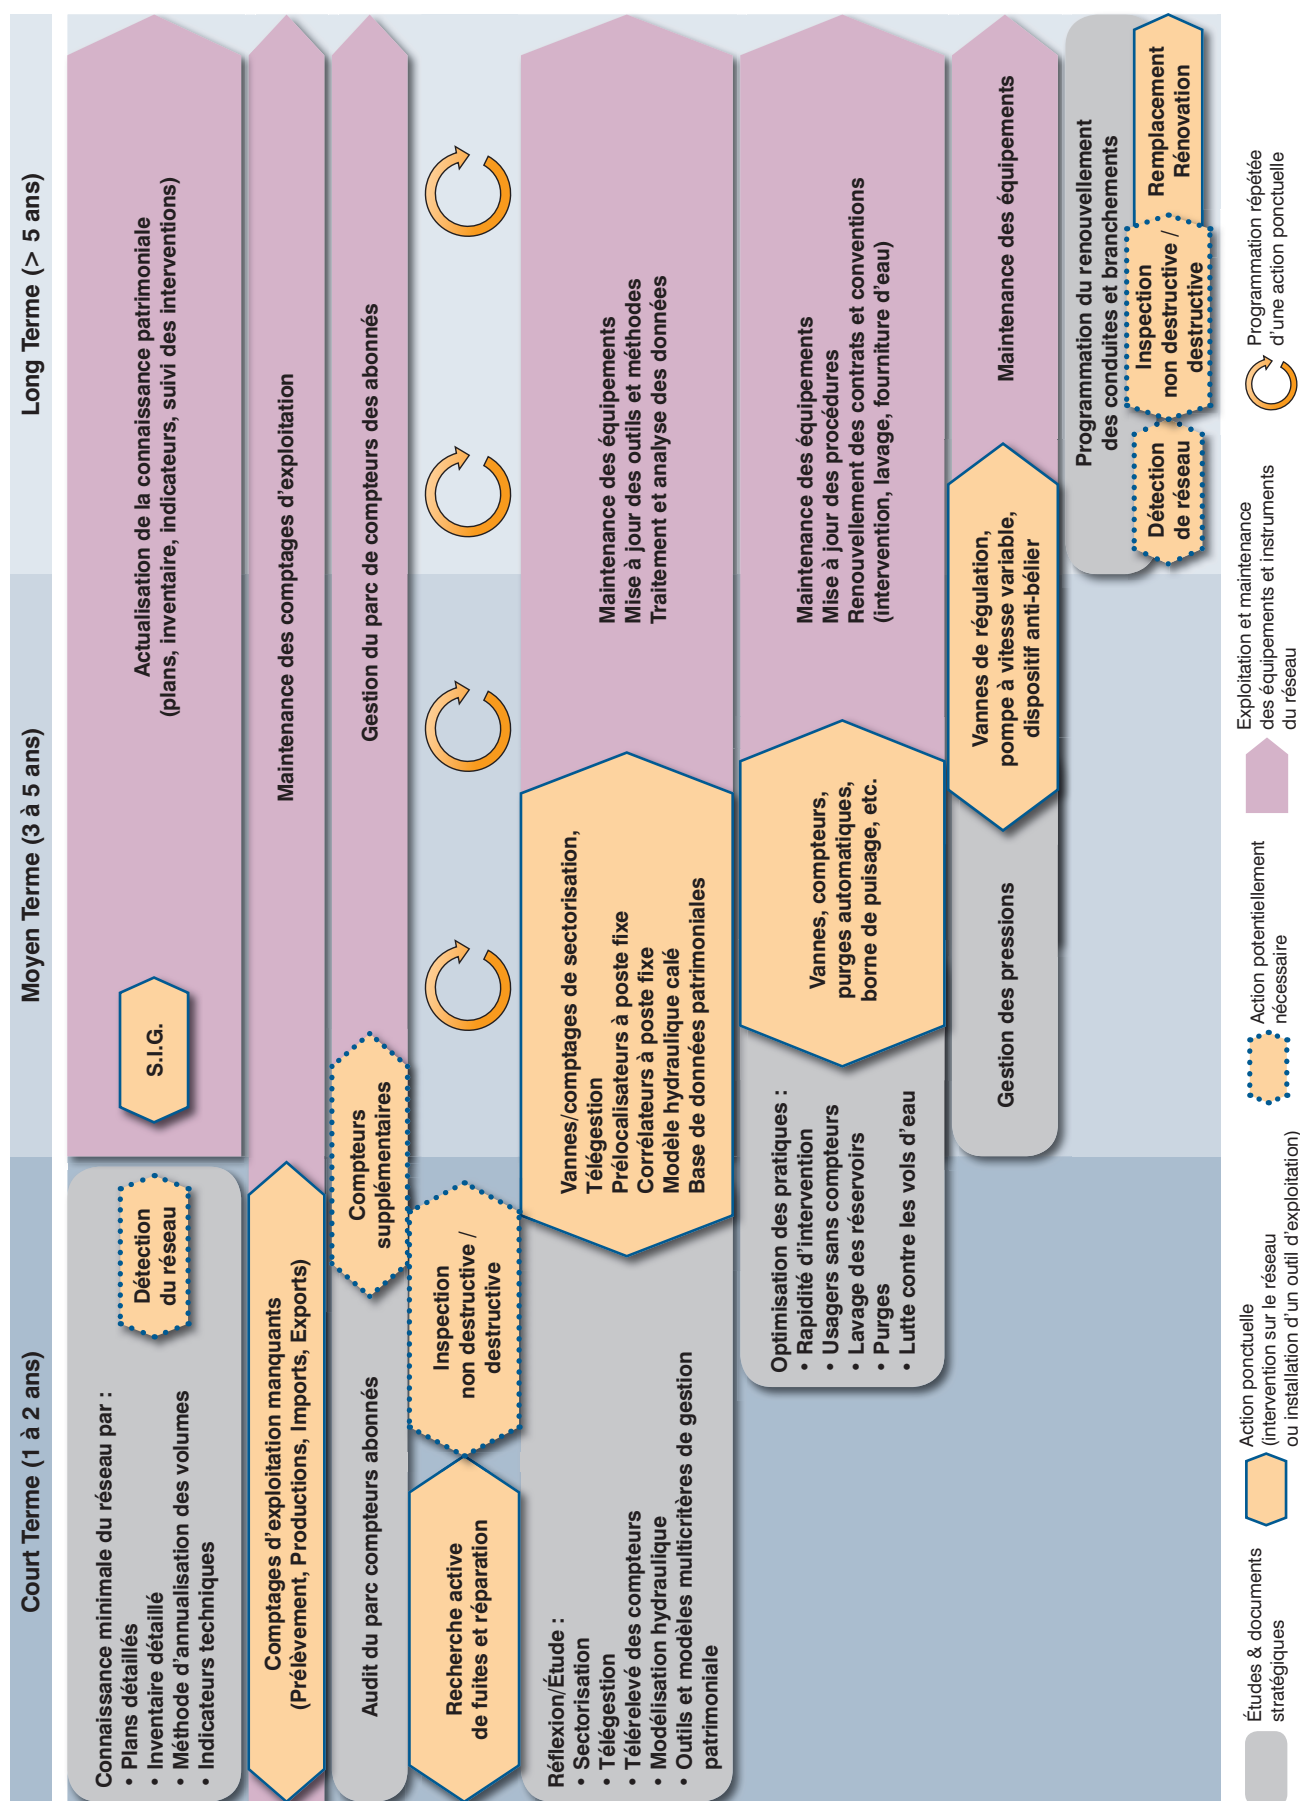 Court Terme (1 à 2 ans)
Moyen Terme (3 à 5 ans)
Long Terme (> 5 ans)
Connaissance minimale du réseau par :
• Plans détaillés
• Inventaire détaillé
• Méthode d'annualisation des volumes
• Indicateurs techniques
Détection
du réseau
S.I.G.
Actualisation de la connaissance patrimoniale
(plans, inventaire, indicateurs, suivi des interventions)
Comptages d'exploitation manquants
(Prélèvement, Productions, Imports, Exports)
Maintenance des comptages d'exploitation
Audit du parc compteurs abonnés
Compteurs
supplémentaires
Gestion du parc de compteurs des abonnés
Recherche active
de fuites et réparation
Inspection
non destructive /
destructive
Réflexion/Étude :
• Sectorisation
• Télégestion
• Télérelevé des compteurs
• Modélisation hydraulique
• Outils et modèles multicritères de gestion
patrimoniale
Vannes/comptages de sectorisation,
Télégestion
Prélocalisateurs à poste fixe
Corrélateurs à poste fixe
Modèle hydraulique calé
Base de données patrimoniales
Maintenance des équipements
Mise à jour des outils et méthodes
Traitement et analyse des données
Optimisation des pratiques :
• Rapidité d'intervention
• Usagers sans compteurs
• Lavage des réservoirs
• Purges
• Lutte contre les vols d'eau
Vannes, compteurs,
purges automatiques,
borne de puisage, etc.
Maintenance des équipements
Mise à jour des procédures
Renouvellement des contrats et conventions
(intervention, lavage, fourniture d'eau)
Gestion des pressions
Vannes de régulation,
pompe à vitesse variable,
dispositif anti-bélier
Maintenance des équipements
Programmation du renouvellement
des conduites et branchements
Détection
de réseau
Inspection
non destructive /
destructive
Remplacement
Rénovation
Études & documents
stratégiques
Action ponctuelle
(intervention sur le réseau
ou installation d'un outil d'exploitation)
Action potentiellement
nécessaire
Exploitation et maintenance
des équipements et instruments
du réseau
Programmation répétée
d'une action ponctuelle